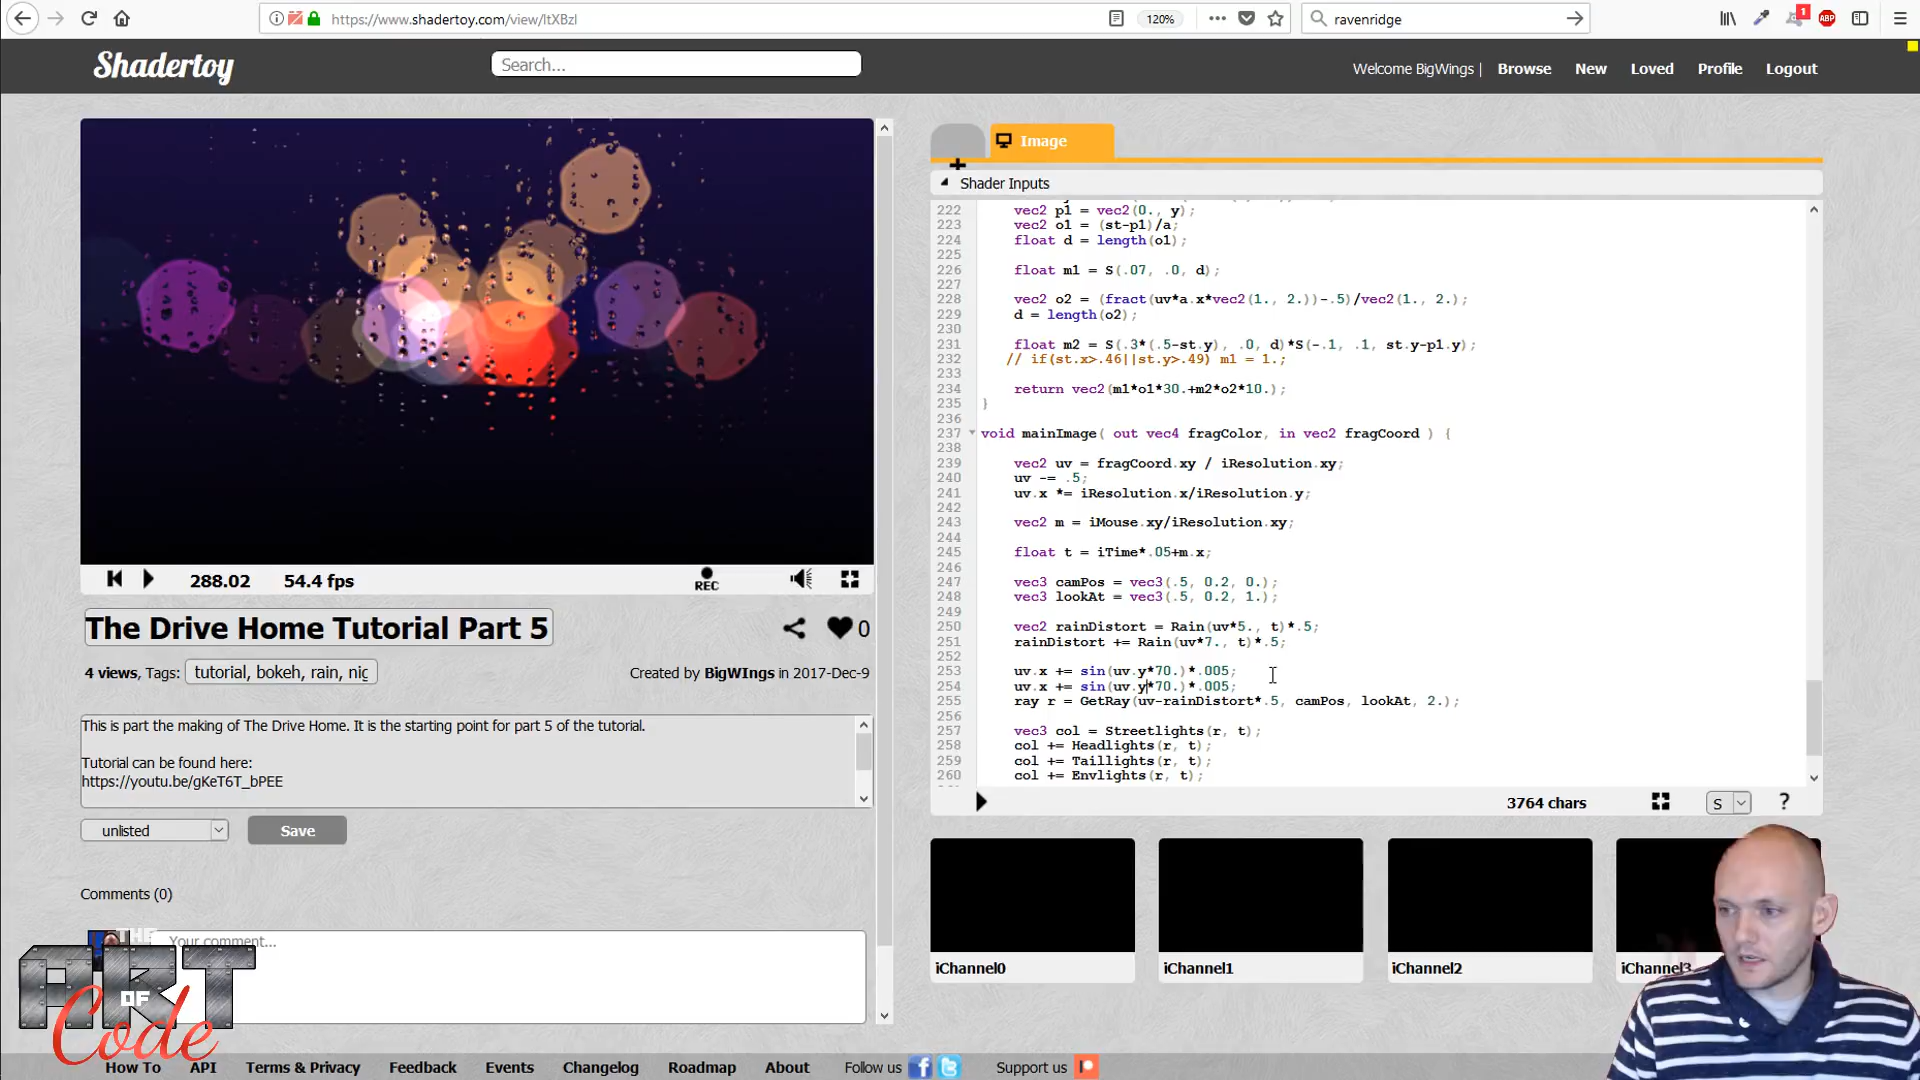 https://www.shadertoy.com/view/ltXBzl
120%
ravenridge
1
ABP
Shadertoy
Search...
Welcome BigWings |
Browse
New
Loved
Profile
Logout
Image
Shader Inputs
222 vec2 p1 = vec2(0., y);
223 vec2 o1 = (st-p1)/a;
224 float d = length(o1);
225
226 float m1 = S(.07, .0, d);
227
228 vec2 o2 = (fract(uv*a.x*vec2(1., 2.))-.5)/vec2(1., 2.);
229 d = length(o2);
230
231 float m2 = S(.3*(.5-st.y), .0, d)*S(-.1, .1, st.y-p1.y);
232 // if(st.x>.46||st.y>.49) m1 = 1.;
233
234 return vec2(m1*o1*30.+m2*o2*10.);
235 }
236
237 void mainImage( out vec4 fragColor, in vec2 fragCoord ) {
238
239 vec2 uv = fragCoord.xy / iResolution.xy;
240 uv -= .5;
241 uv.x *= iResolution.x/iResolution.y;
242
243 vec2 m = iMouse.xy/iResolution.xy;
244
245 float t = iTime*.05+m.x;
246
247 vec3 camPos = vec3(.5, 0.2, 0.);
248 vec3 lookAt = vec3(.5, 0.2, 1.);
249
250 vec2 rainDistort = Rain(uv*5., t)*.5;
251 rainDistort += Rain(uv*7., t)*.5;
252
253 uv.x += sin(uv.y*70.)*.005;
254 uv.x += sin(uv.y*70.)*.005;
255 ray r = GetRay(uv-rainDistort*.5, camPos, lookAt, 2.);
256
257 vec3 col = Streetlights(r, t);
258 col += Headlights(r, t);
259 col += Taillights(r, t);
260 col += Envlights(r, t);
288.02
54.4 fps
REC
The Drive Home Tutorial Part 5
0
4 views, Tags:
tutorial, bokeh, rain, nig
Created by BigWIngs in 2017-Dec-9
This is part the making of The Drive Home. It is the starting point for part 5 of the tutorial.
Tutorial can be found here:
https://youtu.be/gKeT6T_bPEE
unlisted
Save
3764 chars
S
?
iChannel0
iChannel1
iChannel2
iChannel3
Comments (0)
Your comment...
THE
ART
OF
Code
How To
API
Terms & Privacy
Feedback
Events
Changelog
Roadmap
About
Follow us
Support us